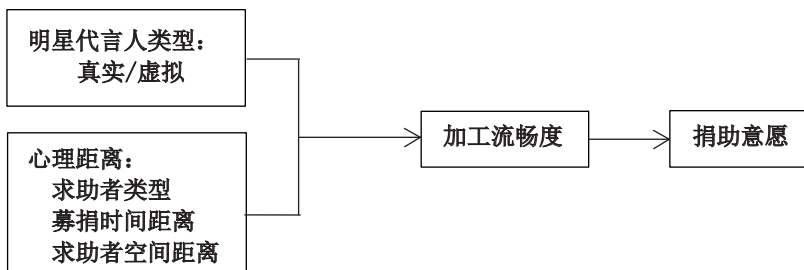 明星代言人类型：
真实/虚拟
心理距离：
求助者类型
募捐时间距离
求助者空间距离
加工流畅度
捐助意愿